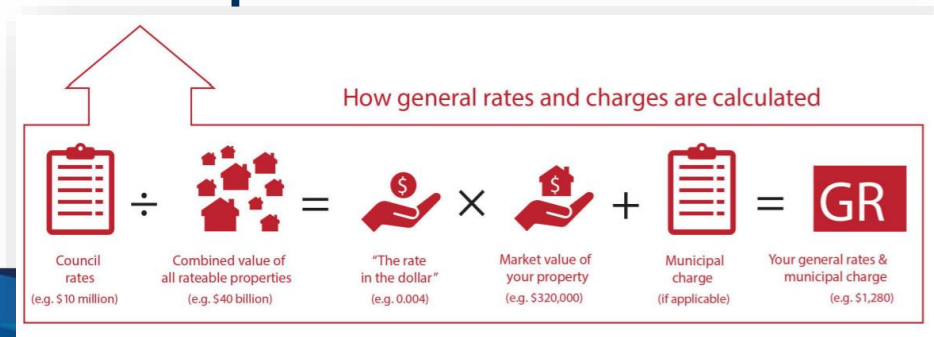 How general rates and charges are calculated
÷ = $ × $ + = GR
Council
rates
(e.g. $10 million)
Combined value of
all rateable properties
(e.g. $40 billion)
"The rate
in the dollar"
(e.g. 0.004)
Market value of
your property
(e.g. $320,000)
Municipal
charge
(if applicable)
Your general rates &
municipal charge
(e.g. $1,280)